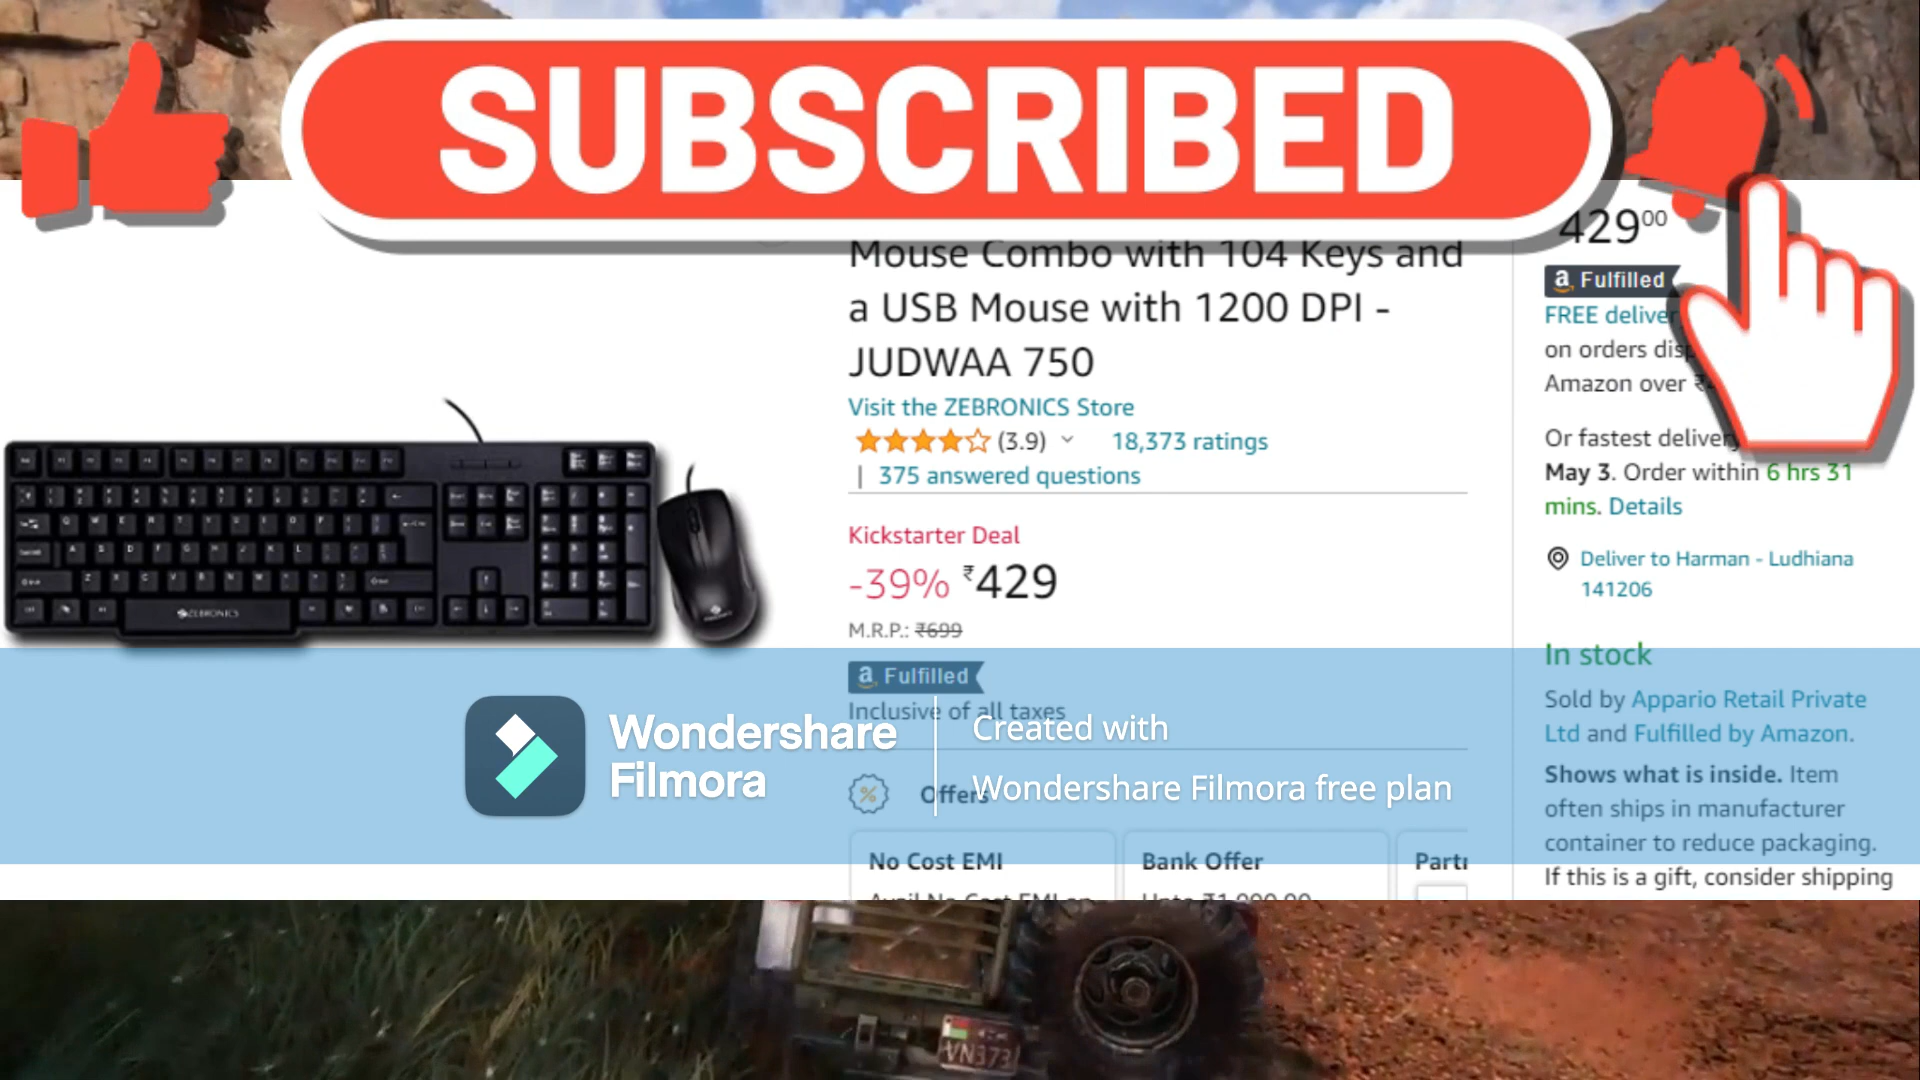 SUBSCRIBED
Mouse Combo with 104 Keys and
a USB Mouse with 1200 DPI -
JUDWAA 750
Visit the ZEBRONICS Store
(3.9) 18,373 ratings
| 375 answered questions
Kickstarter Deal
-39% ₹429
M.R.P.: ₹699
a Fulfilled
Inclusive of all taxes
Offers
No Cost EMI
Bank Offer
ZEBRONICS
Wondershare
Filmora
Created with
Wondershare Filmora free plan
42900
a Fulfilled
FREE
on orders
Amazon over
Or fastest delivery
May 3. Order within 6 hrs 31
mins. Details
Deliver to Harman - Ludhiana
141206
In stock
Sold by Appario Retail Private
Ltd and Fulfilled by Amazon.
Shows what is inside. Item
often ships in manufacturer
container to reduce packaging.
If this is a gift, consider shipping
VN373